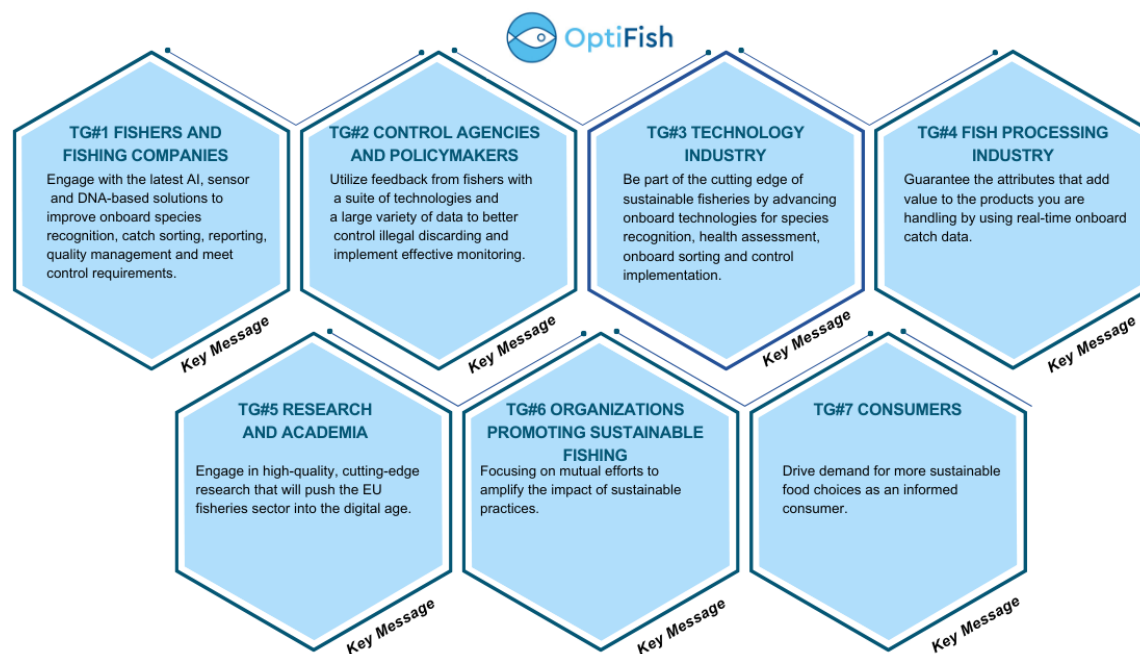 OptiFish
TG#1 FISHERS AND
FISHING COMPANIES
Engage with the latest AI, sensor
and DNA-based solutions to
improve onboard species
recognition, catch sorting, reporting,
quality management and meet
control requirements.
Key Message
TG#2 CONTROL AGENCIES
AND POLICYMAKERS
Utilize feedback from fishers with
a suite of technologies and
a large variety of data to better
control illegal discarding and
implement effective monitoring.
Key Message
TG#3 TECHNOLOGY
INDUSTRY
Be part of the cutting edge of
sustainable fisheries by advancing
onboard technologies for species
recognition, health assessment,
onboard sorting and control
implementation.
Key Message
TG#4 FISH PROCESSING
INDUSTRY
Guarantee the attributes that add
value to the products you are
handling by using real-time onboard
catch data.
Key Message
TG#5 RESEARCH
AND ACADEMIA
Engage in high-quality, cutting-edge
research that will push the EU
fisheries sector into the digital age.
Key Message
TG#6 ORGANIZATIONS
PROMOTING SUSTAINABLE
FISHING
Focusing on mutual efforts to
amplify the impact of sustainable
practices.
Key Message
TG#7 CONSUMERS
Drive demand for more sustainable
food choices as an informed
consumer.
Key Message